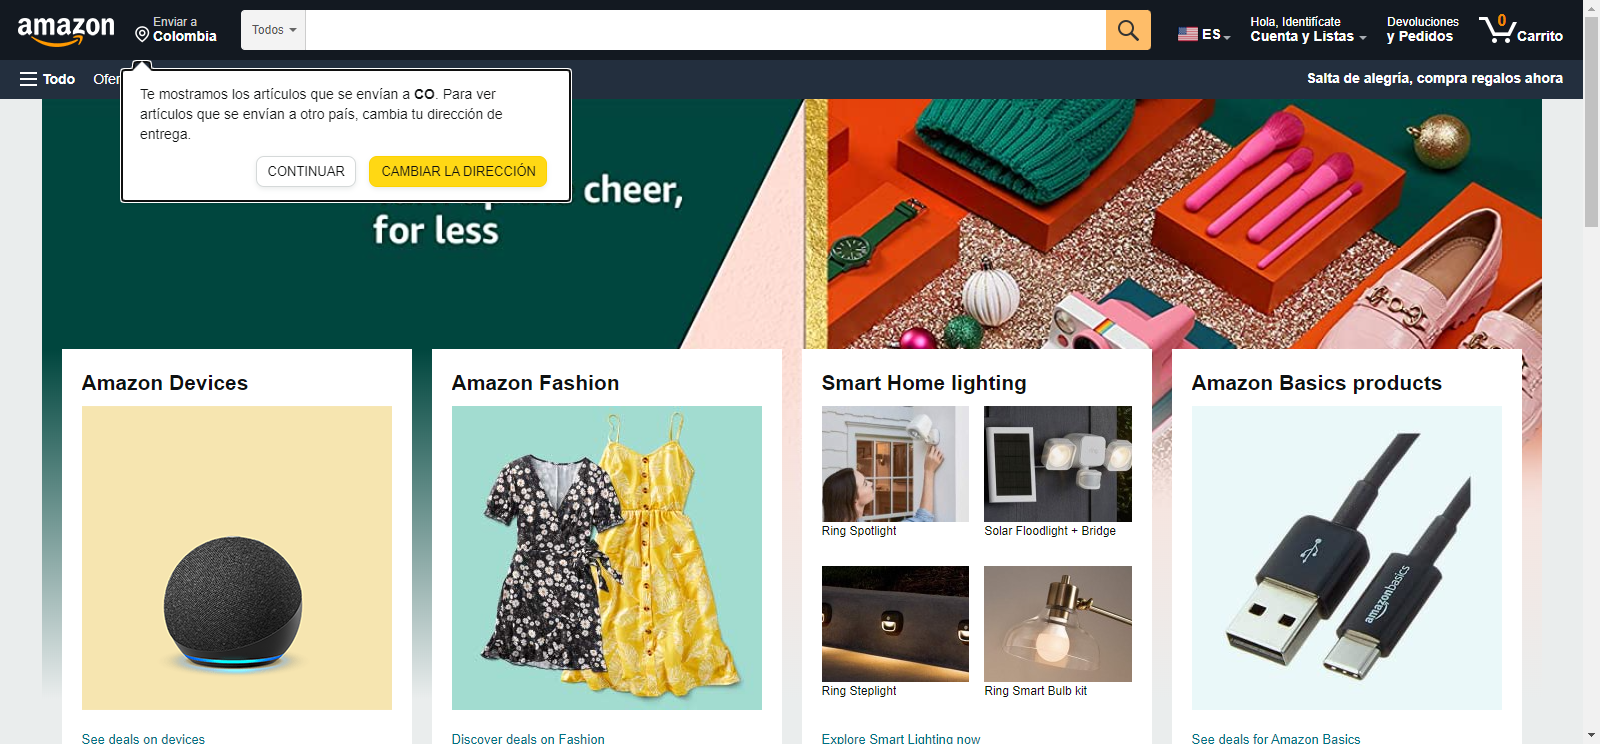 amazon
Enviar a
Colombia
Todos
ES
Hola, Identifícate
Cuenta y Listas
Devoluciones
y Pedidos
0
Carrito
Todo
Ofer
Salta de alegría, compra regalos ahora
Te mostramos los artículos que se envían a CO. Para ver
artículos que se envían a otro país, cambia tu dirección de
entrega.
CONTINUAR
CAMBIAR LA DIRECCIÓN
cheer,
for less
Amazon Devices
Amazon Fashion
Smart Home lighting
Amazon Basics products
Ring Spotlight
Solar Floodlight + Bridge
amazonbasics
Ring Steplight
Ring Smart Bulb kit
See deals on devices
Discover deals on Fashion
Explore Smart Lighting now
See deals for Amazon Basics